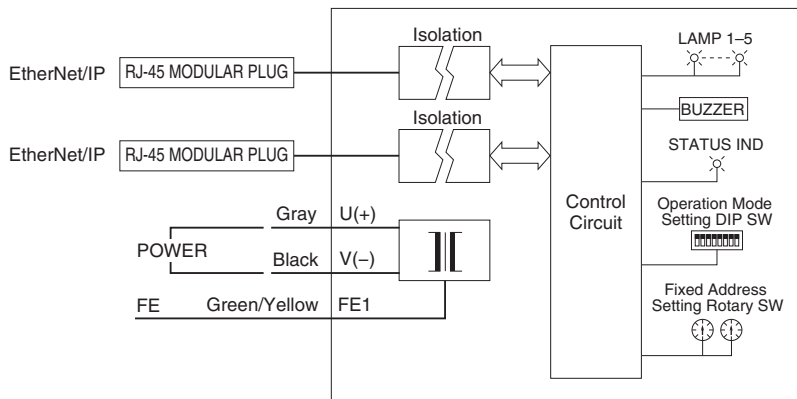 Isolation
LAMP 1–5
EtherNet/IP
RJ-45 MODULAR PLUG
BUZZER
Isolation
EtherNet/IP
RJ-45 MODULAR PLUG
STATUS IND
Control
Circuit
Operation Mode
Setting DIP SW
Gray
U(+)
POWER
Black
V(−)
Fixed Address
Setting Rotary SW
FE
Green/Yellow
FE1